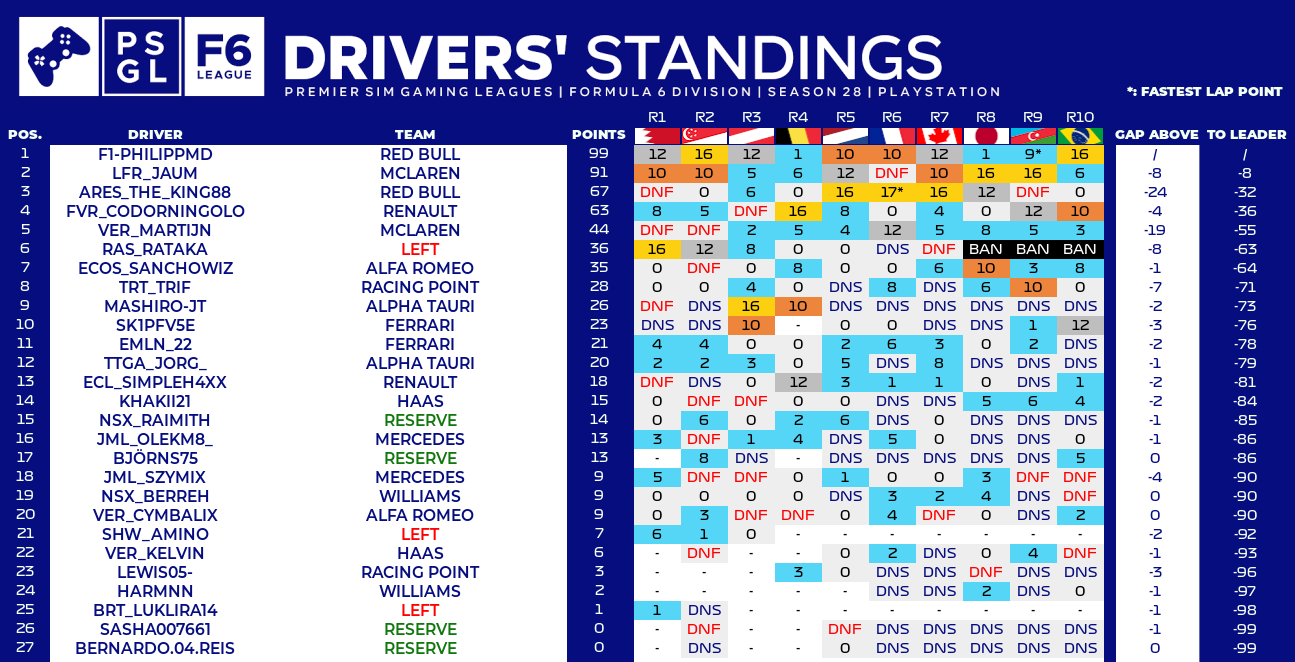 PS GL F6 LEAGUE
DRIVERS' STANDINGS
PREMIER SIM GAMING LEAGUES | FORMULA 6 DIVISION | SEASON 28 | PLAYSTATION
*: FASTEST LAP POINT
R1 R2 R3 R4 R5 R6 R7 R8 R9 R10
POS. DRIVER TEAM POINTS GAP ABOVE TO LEADER
1 F1-PHILIPPMD RED BULL 99 12 16 12 1 10 10 12 1 9* 16 / /
2 LFR_JAUM MCLAREN 91 10 10 5 6 12 DNF 10 16 16 6 -8 -8
3 ARES_THE_KING88 RED BULL 67 DNF 0 6 0 16 17* 16 12 DNF 0 -24 -32
4 FVR_CODORNINGOLO RENAULT 63 8 5 DNF 16 8 0 4 0 12 10 -4 -36
5 VER_MARTIJN MCLAREN 44 DNF DNF 2 5 4 12 5 8 5 3 -19 -55
6 RAS_RATAKA LEFT 36 16 12 8 0 0 DNS DNF BAN BAN BAN -8 -63
7 ECOS_SANCHOWIZ ALFA ROMEO 35 0 DNF 0 8 0 0 6 10 3 8 -1 -64
8 TRT_TRIF RACING POINT 28 0 0 4 0 DNS 8 DNS 6 10 0 -7 -71
9 MASHIRO-JT ALPHA TAURI 26 DNF DNS 16 10 DNS DNS DNS DNS DNS DNS -2 -73
10 SK1PFV5E FERRARI 23 DNS DNS 10 - 0 0 DNS DNS 1 12 -3 -76
11 EMLN_22 FERRARI 21 4 4 0 0 2 6 3 0 2 DNS -2 -78
12 TTGA_JORG_ ALPHA TAURI 20 2 2 3 0 5 DNS 8 DNS DNS DNS -1 -79
13 ECL_SIMPLEH4XX RENAULT 18 DNF DNS 0 12 3 1 1 0 DNS 1 -2 -81
14 KHAKII21 HAAS 15 0 DNF DNF 0 0 DNS DNS 5 6 4 -2 -84
15 NSX_RAIMITH RESERVE 14 0 6 0 2 6 DNS 0 DNS DNS DNS -1 -85
16 JML_OLEKM8_ MERCEDES 13 3 DNF 1 4 DNS 5 0 DNS DNS 0 -1 -86
17 BJÖRNS75 RESERVE 13 - 8 DNS - DNS DNS DNS DNS DNS 5 0 -86
18 JML_SZYMIX MERCEDES 9 5 DNF DNF 0 1 0 0 3 DNF DNF -4 -90
19 NSX_BERREH WILLIAMS 9 0 0 0 0 DNS 3 2 4 DNS DNF 0 -90
20 VER_CYMBALIX ALFA ROMEO 9 0 3 DNF DNF 0 4 DNF 0 DNS 2 0 -90
21 SHW_AMINO LEFT 7 6 1 0 - - - - - - - -2 -92
22 VER_KELVIN HAAS 6 - DNF - - 0 2 DNS 0 4 DNF -1 -93
23 LEWIS05- RACING POINT 3 - - - 3 0 DNS DNS DNF DNS DNS -3 -96
24 HARMNN WILLIAMS 2 - - - - - DNS DNS 2 DNS 0 -1 -97
25 BRT_LUKLIRA14 LEFT 1 1 DNS - - - - - - - - -1 -98
26 SASHA007661 RESERVE 0 - DNF - - DNF DNS DNS DNS DNS DNS -1 -99
27 BERNARDO.04.REIS RESERVE 0 - DNS - - 0 DNS DNS DNS DNS DNS 0 -99